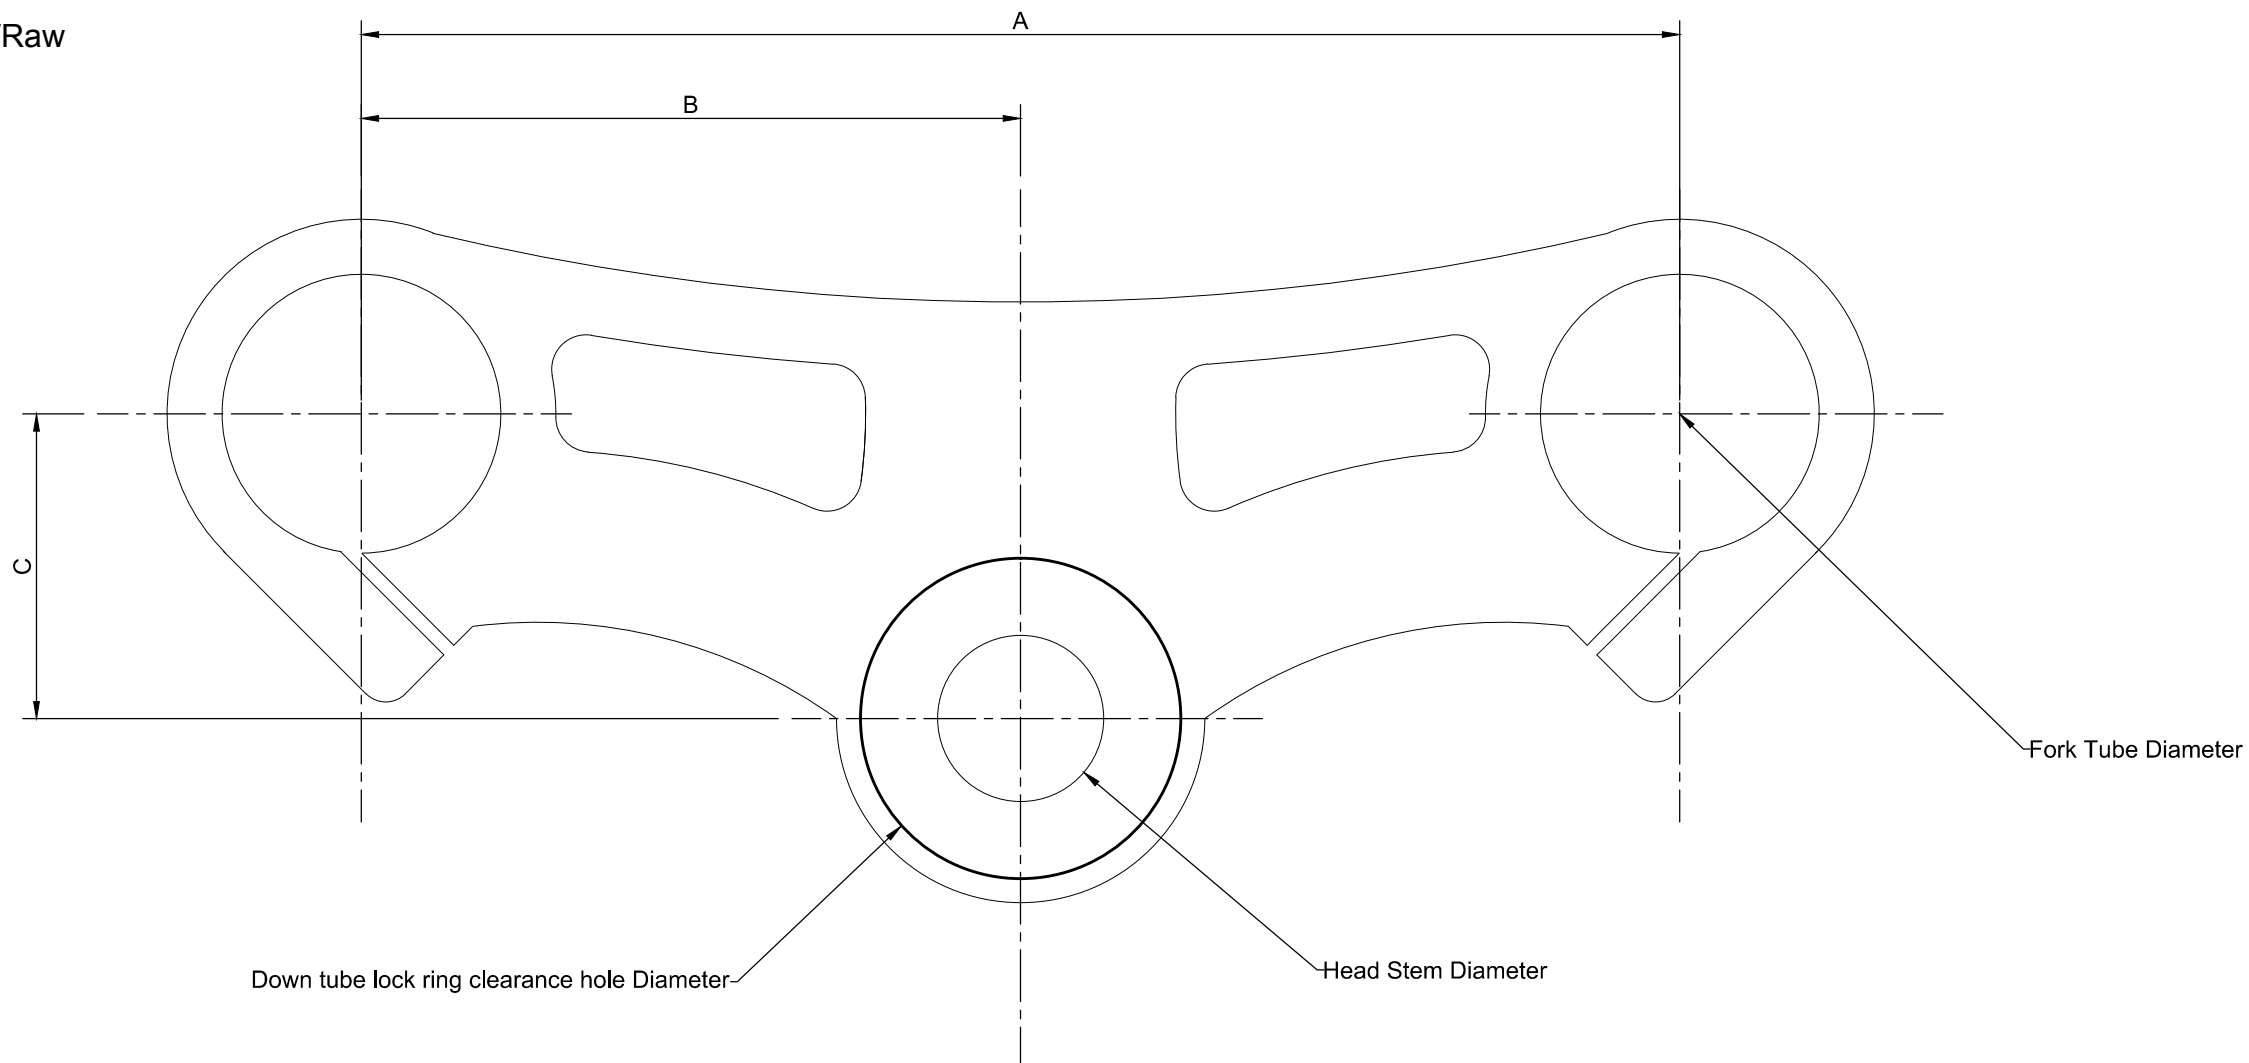 /Raw
A
B
C
Fork Tube Diameter
Head Stem Diameter
Down tube lock ring clearance hole Diameter